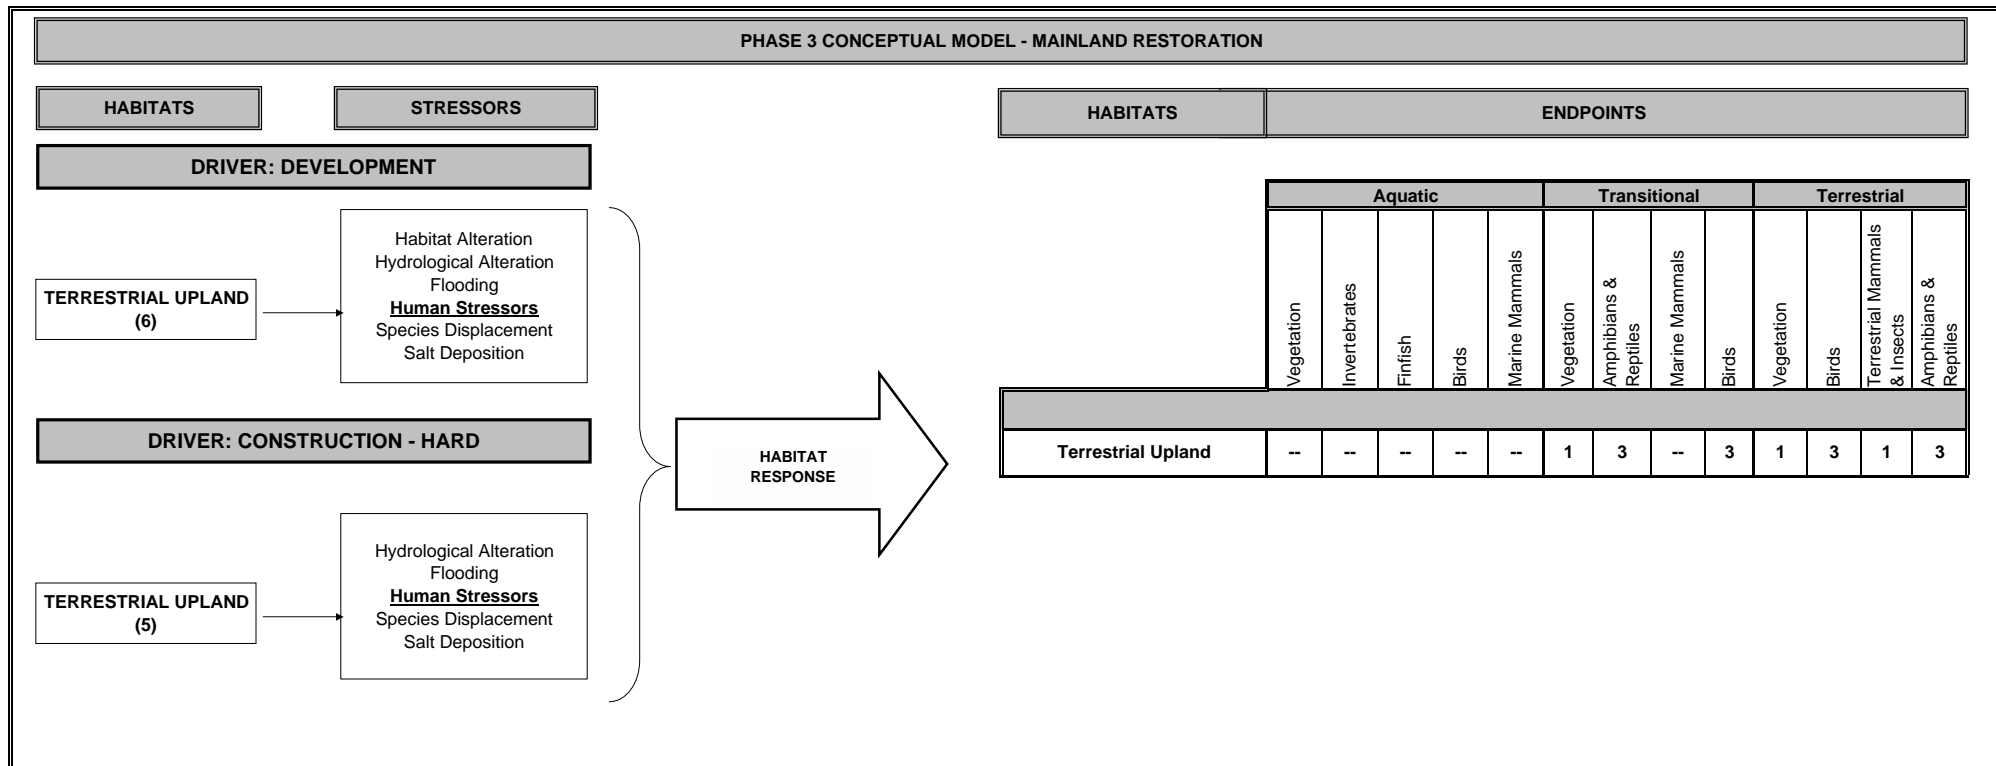 PHASE 3 CONCEPTUAL MODEL - MAINLAND RESTORATION
HABITATS
STRESSORS
DRIVER: DEVELOPMENT
TERRESTRIAL UPLAND
(6)
Habitat Alteration
Hydrological Alteration
Flooding
Human Stressors
Species Displacement
Salt Deposition
DRIVER: CONSTRUCTION - HARD
TERRESTRIAL UPLAND
(5)
Hydrological Alteration
Flooding
Human Stressors
Species Displacement
Salt Deposition
HABITAT
RESPONSE
HABITATS
ENDPOINTS
Aquatic
Transitional
Terrestrial
Vegetation
Invertebrates
Finfish
Birds
Marine Mammals
Vegetation
Amphibians &
Reptiles
Marine Mammals
Birds
Vegetation
Birds
Terrestrial Mammals
& Insects
Amphibians &
Reptiles
Terrestrial Upland -- -- -- -- -- 1 3 -- 3 1 3 1 3